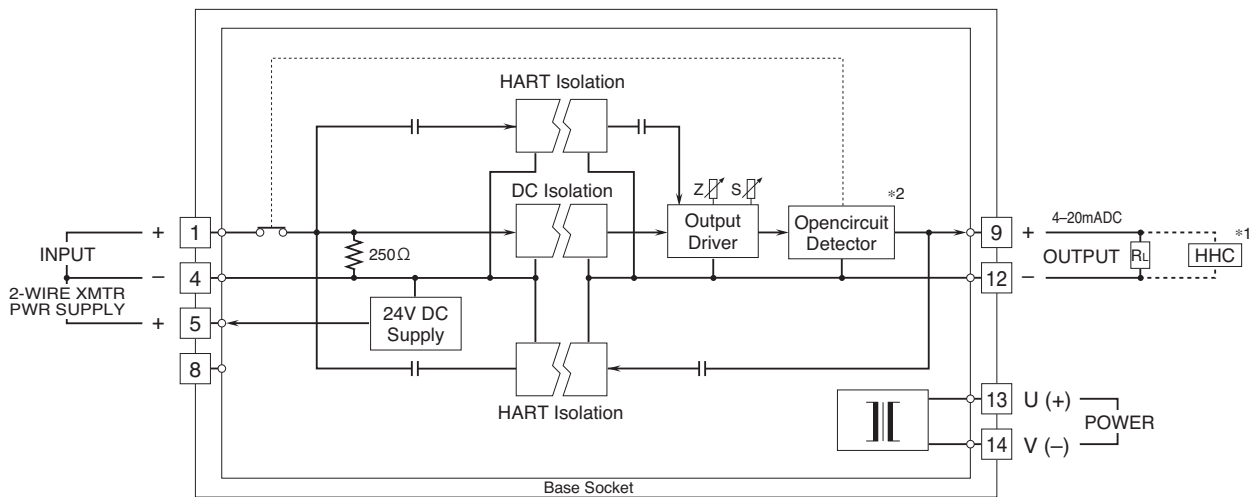 HART Isolation
DC Isolation
Z
S
*2
Output
Driver
Opencircuit
Detector
+
1
INPUT
250Ω
–
4
2-WIRE XMTR
PWR SUPPLY
+
5
24V DC
Supply
8
HART Isolation
9
+
4–20mADC
*1
OUTPUT
RL
HHC
12
–
13
U (+)
POWER
14
V (–)
Base Socket